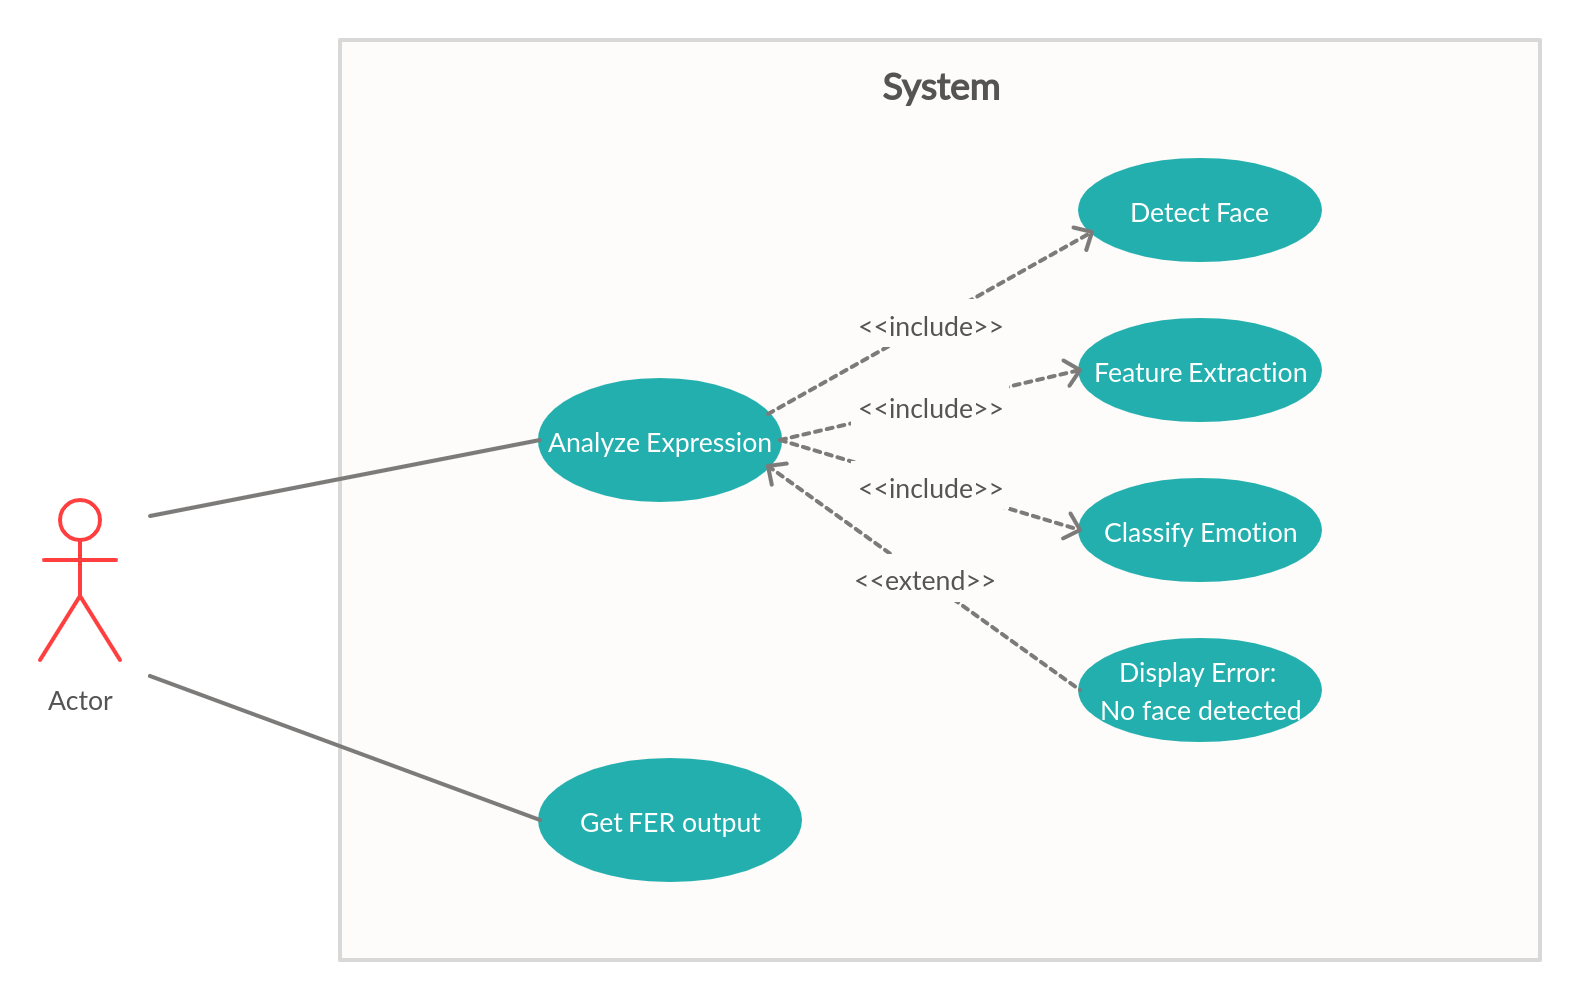 System
Detect Face
<<include>>
Feature Extraction
<<include>>
Analyze Expression
<<include>>
Classify Emotion
<<extend>>
Display Error:
No face detected
Actor
Get FER output